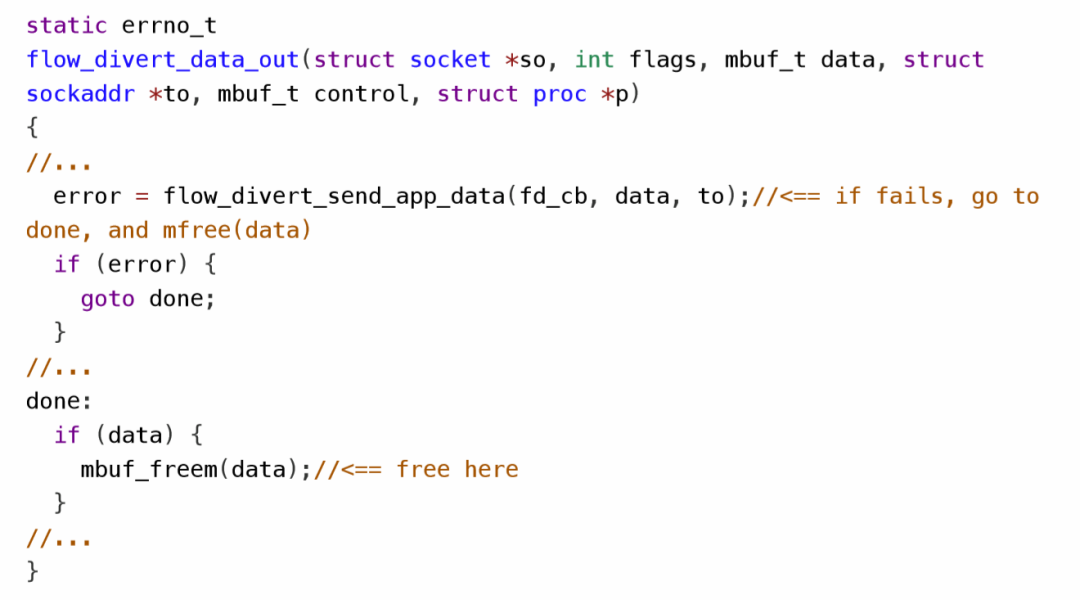 static errno_t
flow_divert_data_out(struct socket *so, int flags, mbuf_t data, struct
sockaddr *to, mbuf_t control, struct proc *p)
{
//...
  error = flow_divert_send_app_data(fd_cb, data, to);//<== if fails, go to
done, and mfree(data)
  if (error) {
    goto done;
  }
//...
done:
  if (data) {
    mbuf_freem(data);//<== free here
  }
//...
}